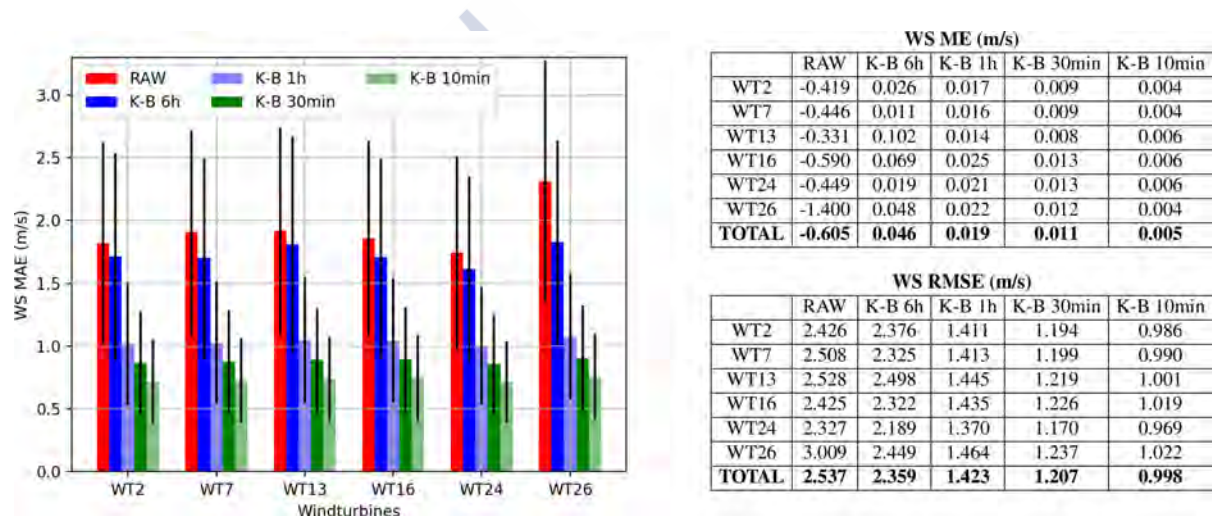 RAW
K-B 6h
K-B 1h
K-B 30min
K-B 10min
3.0
2.5
2.0
1.5
1.0
0.5
0.0
WS MAE (m/s)
WT2 WT7 WT13 WT16 WT24 WT26
Windturbines
WS ME (m/s)
RAW K-B 6h K-B 1h K-B 30min K-B 10min
WT2 -0.419 0.026 0.017 0.009 0.004
WT7 -0.446 0.011 0.016 0.009 0.004
WT13 -0.331 0.102 0.014 0.008 0.006
WT16 -0.590 0.069 0.025 0.013 0.006
WT24 -0.449 0.019 0.021 0.013 0.006
WT26 -1.400 0.048 0.022 0.012 0.004
TOTAL -0.605 0.046 0.019 0.011 0.005
WS RMSE (m/s)
RAW K-B 6h K-B 1h K-B 30min K-B 10min
WT2 2.426 2.376 1.411 1.194 0.986
WT7 2.508 2.325 1.413 1.199 0.990
WT13 2.528 2.498 1.445 1.219 1.001
WT16 2.425 2.322 1.435 1.226 1.019
WT24 2.327 2.189 1.370 1.170 0.969
WT26 3.009 2.449 1.464 1.237 1.022
TOTAL 2.537 2.359 1.423 1.207 0.998